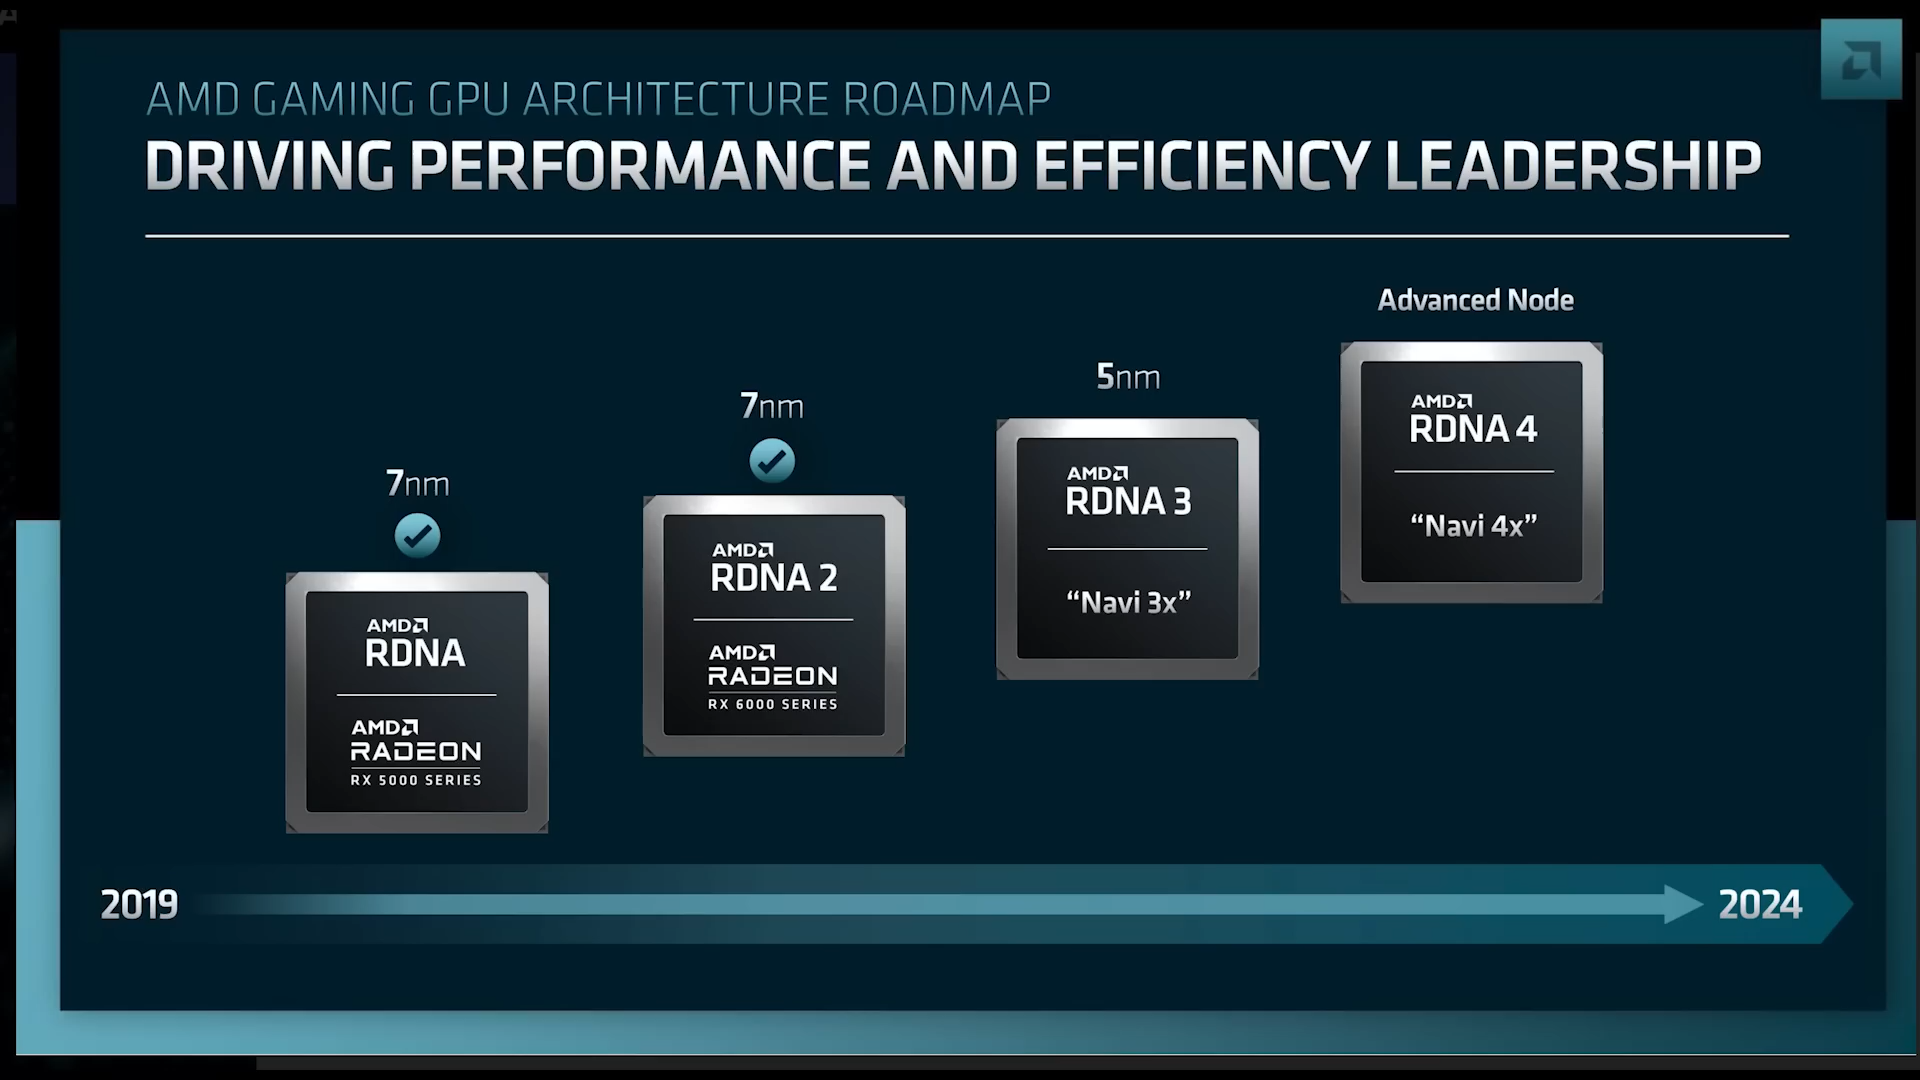 AMD GAMING GPU ARCHITECTURE ROADMAP
DRIVING PERFORMANCE AND EFFICIENCY LEADERSHIP
7nm
AMD
RDNA
AMD
RADEON
RX 5000 SERIES
7nm
AMD
RDNA 2
AMD
RADEON
RX 6000 SERIES
5nm
AMD
RDNA 3
“Navi 3x”
Advanced Node
AMD
RDNA 4
“Navi 4x”
2019
2024